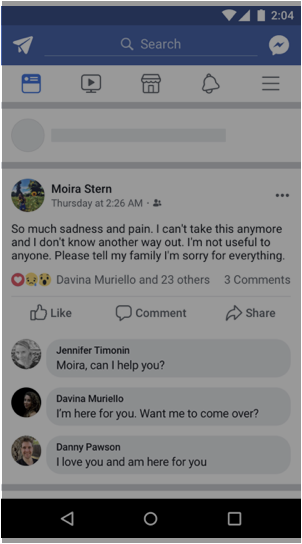 2:04
Search
Moira Stern
Thursday at 2:26 AM ·
So much sadness and pain. I can't take this anymore
and I don't know another way out. I'm not useful to
anyone. Please tell my family I'm sorry for everything.
Davina Muriello and 23 others 3 Comments
Like Comment Share
Jennifer Timonin
Moira, can I help you?
Davina Muriello
I'm here for you. Want me to come over?
Danny Pawson
I love you and am here for you